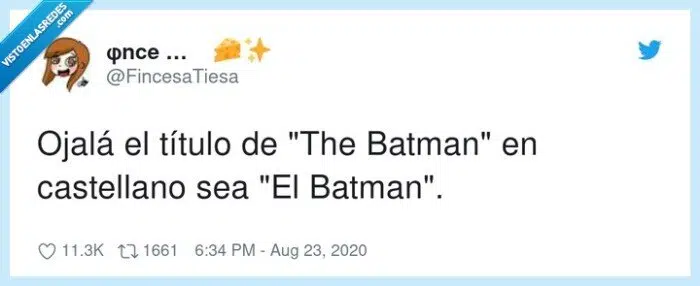 VISTOENLASREDES
.com
φnce ...
@FincesaTiesa
Ojalá el título de "The Batman" en
castellano sea "El Batman".
11.3K 1661 6:34 PM - Aug 23, 2020